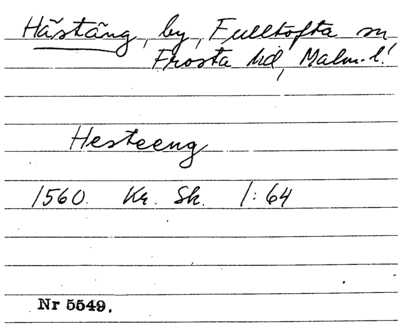 Hästäng, by, Fulltofta sn
Frosta hd, Malm. l.
Hesteeng
1560. Kr. Sk. 1:64
Nr 5549.